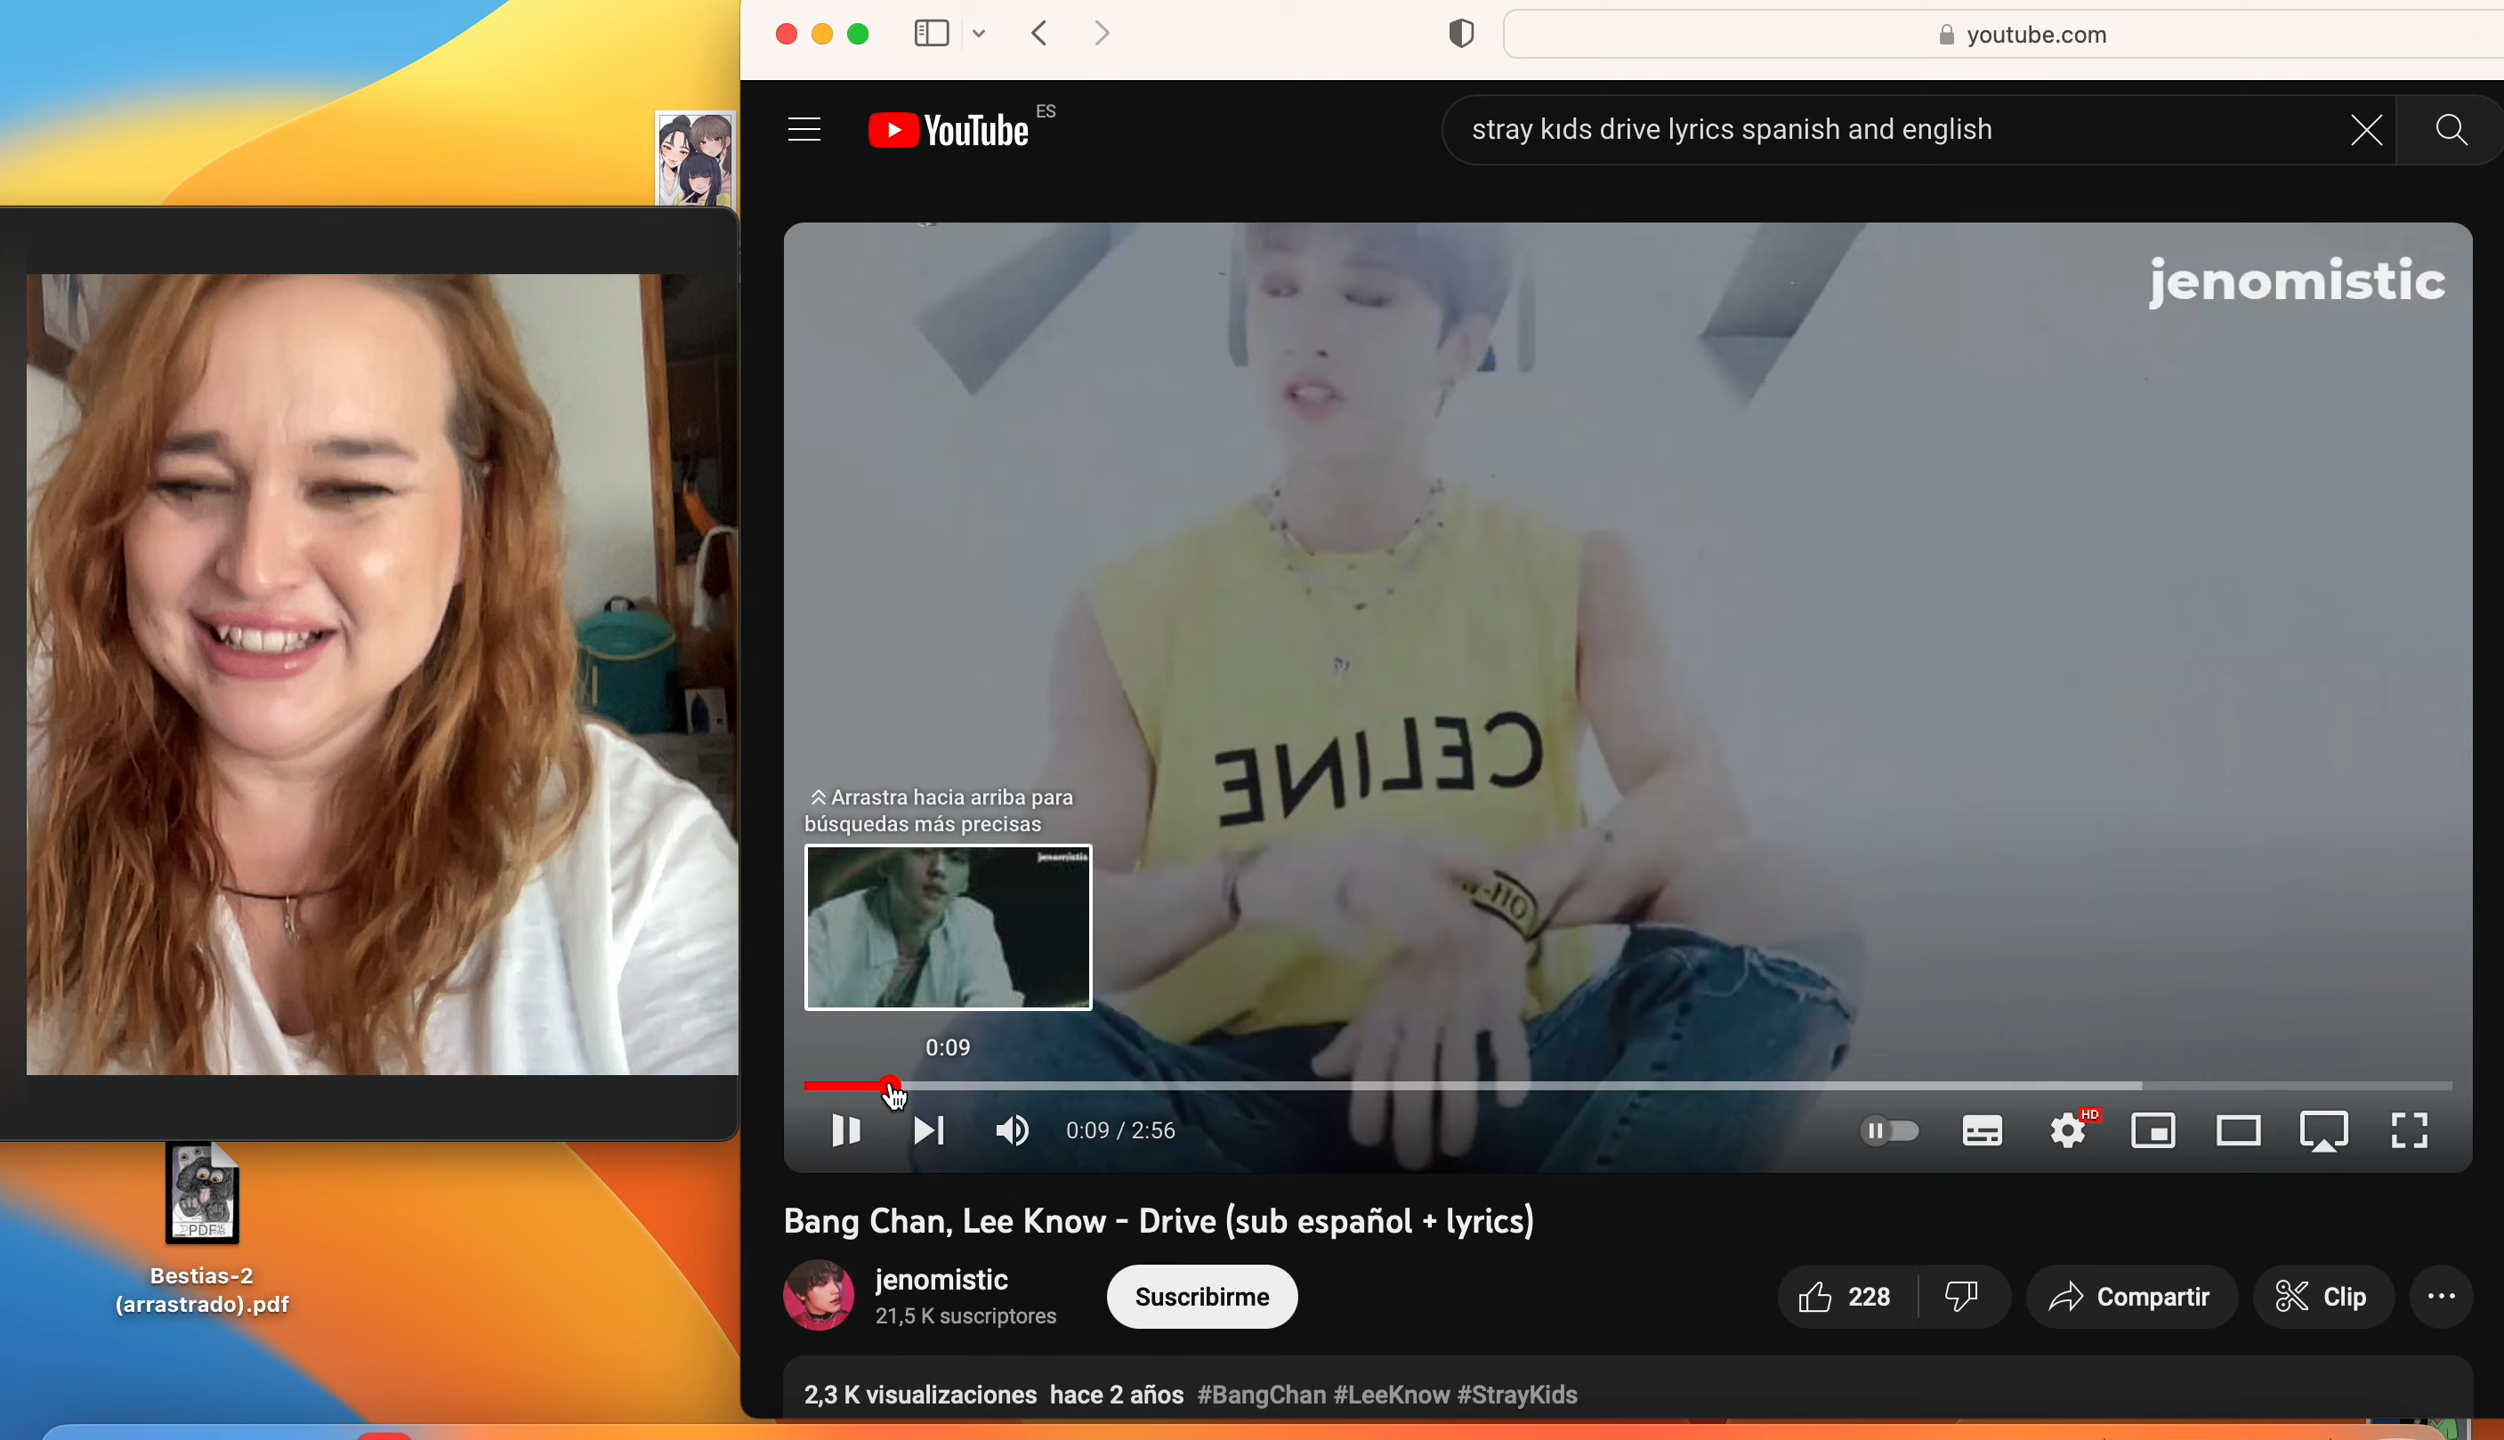 youtube.com
YouTube ES
stray kids drive lyrics spanish and english
jenomistic
CELINE
Arrastra hacia arriba para
búsquedas más precisas
jenomistic
0:09
0:09 / 2:56
HD
Bang Chan, Lee Know - Drive (sub español + lyrics)
jenomistic
21,5 K suscriptores
Suscribirme
228
Compartir
Clip
2,3 K visualizaciones hace 2 años #BangChan #LeeKnow #StrayKids
PDF
Bestias-2
(arrastrado).pdf